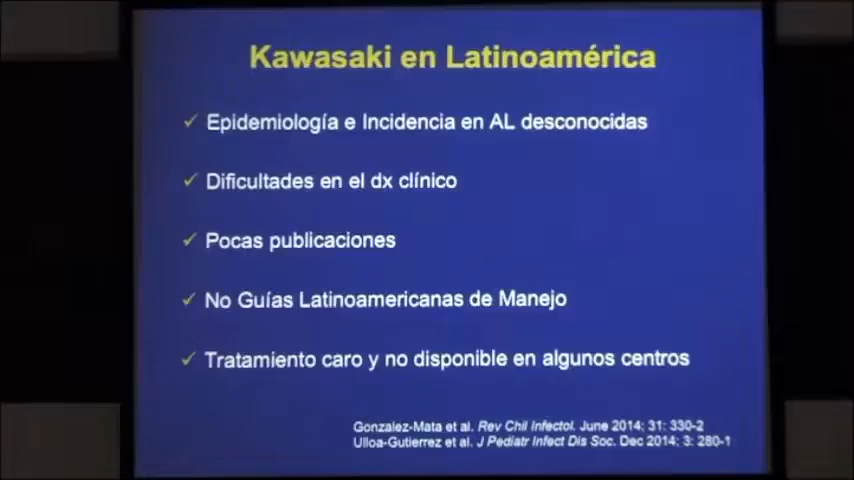 Kawasaki en Latinoamérica
✓ Epidemiología e Incidencia en AL desconocidas
✓ Dificultades en el dx clínico
✓ Pocas publicaciones
✓ No Guías Latinoamericanas de Manejo
✓ Tratamiento caro y no disponible en algunos centros
Gonzalez-Mata et al. Rev Chil Infectol. June 2014; 31: 330-2
Ulloa-Gutierrez et al. J Pediatr Infect Dis Soc. Dec 2014; 3: 280-1